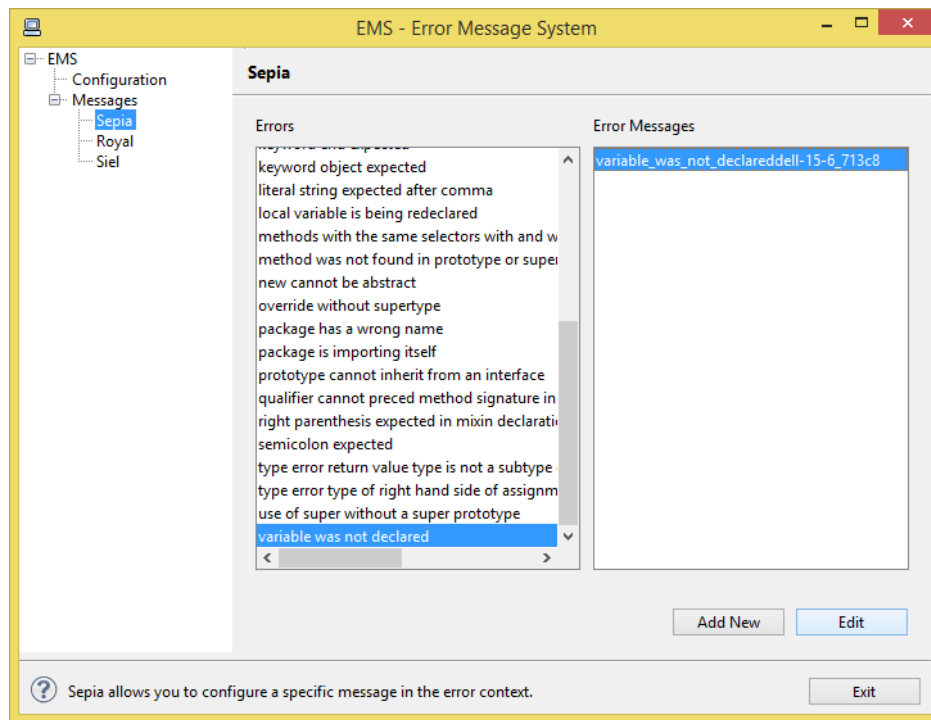 EMS - Error Message System
EMS
Configuration
Messages
Sepia
Royal
Siel
Sepia
Errors
keyword object expected
literal string expected after comma
local variable is being redeclared
methods with the same selectors with and w
method was not found in prototype or super
new cannot be abstract
override without supertype
package has a wrong name
package is importing itself
prototype cannot inherit from an interface
qualifier cannot preced method signature in
right parenthesis expected in mixin declaratio
semicolon expected
type error return value type is not a subtype
type error type of right hand side of assignm
use of super without a super prototype
variable was not declared
Error Messages
variable_was_not_declareddell-15-6_713c8
Add New
Edit
Sepia allows you to configure a specific message in the error context.
Exit